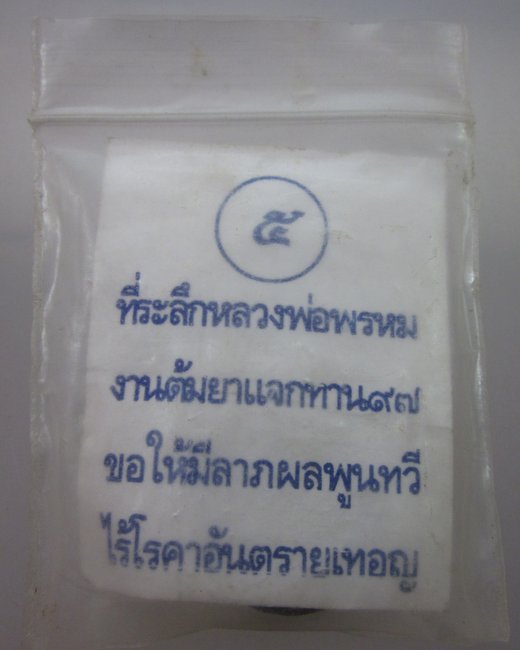 ๕
ที่ระลึกหลวงพ่อพรหม
งานต้มยาแจกทาน๙๗
ขอให้มีลาภผลพูนทวี
ไร้โรคาอันตรายเทอญ